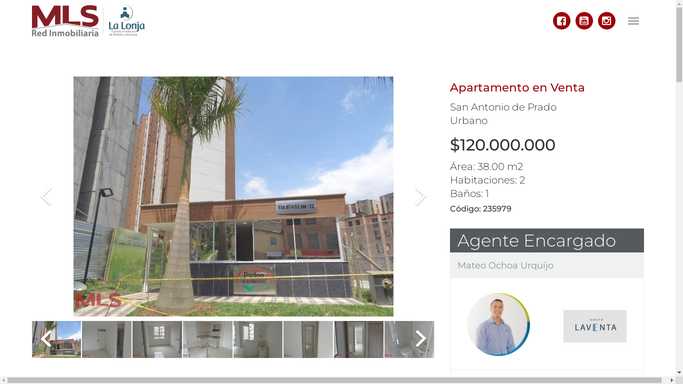 MLS
Red Inmobiliaria
La Lonja
Apartamento en Venta
San Antonio de Prado
Urbano
$120.000.000
Área: 38.00 m2
Habitaciones: 2
Baños: 1
Código: 235979
Agente Encargado
Mateo Ochoa Urquijo
MLS
LAVENTA